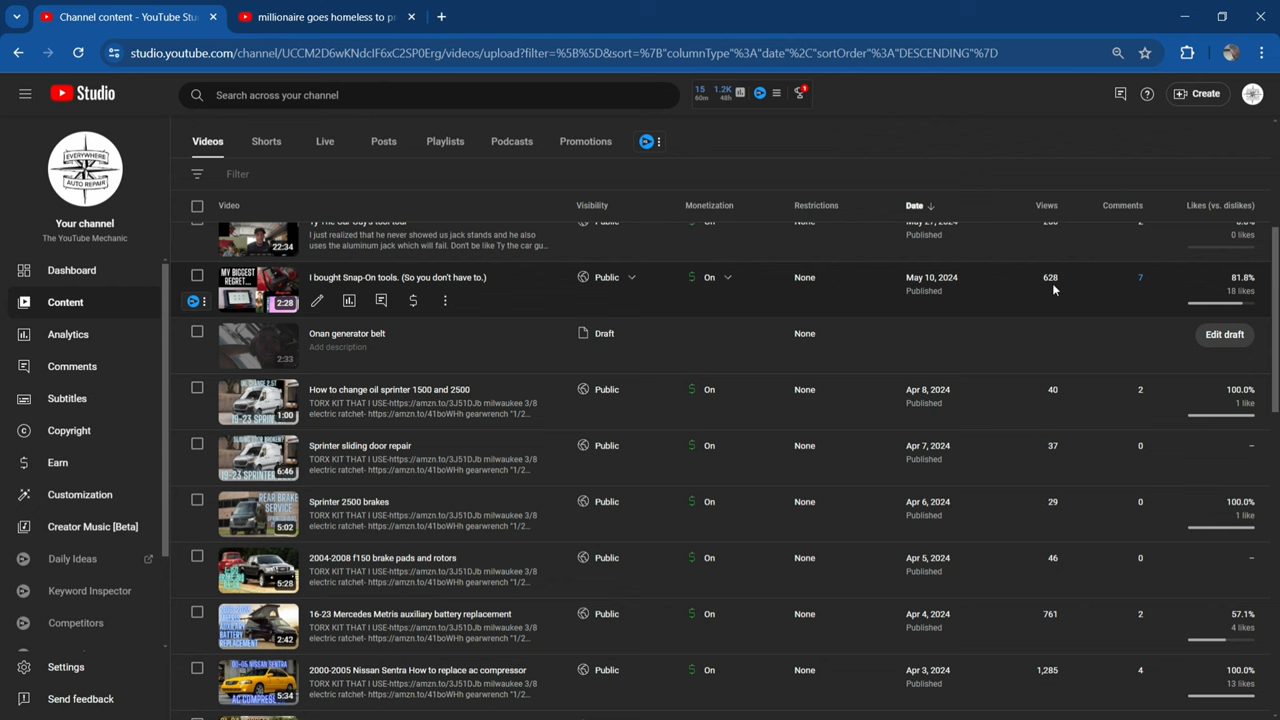 Channel content - YouTube Stu
millionaire goes homeless to pr
studio.youtube.com/channel/UCCM2D6wKNdcIF6xC2SP0Erg/videos/upload?filter=%5B%5D&sort=%7B"columnType"%3A"date"%2C"sortOrder"%3A"DESCENDING"%7D
Studio
Search across your channel
15 60m 1.2K 48h
Create
Videos Shorts Live Posts Playlists Podcasts Promotions
Filter
EVERYWHERE
AUTO REPAIR
Your channel
The YouTube Mechanic
Dashboard
Content
Analytics
Comments
Subtitles
Copyright
Earn
Customization
Creator Music [Beta]
Daily Ideas
Keyword Inspector
Competitors
Settings
Send feedback
Video Visibility Monetization Restrictions Date Views Comments Likes (vs. dislikes)
I just realized that he never showed us jack stands and he also
Published 0 likes
uses the aluminum jack which will fail. Don't be like Ty the car gu...
22:34
MY BIGGEST
REGRET...
2:28
I bought Snap-On tools. (So you don't have to.) Public On None May 10, 2024 628 7 81.8%
Published 18 likes
Onan generator belt Draft None Edit draft
Add description
2:33
How to change oil sprinter 1500 and 2500 Public On None Apr 8, 2024 40 2 100.0%
TORX KIT THAT I USE-https://amzn.to/3J51DJb milwaukee 3/8 Published 1 like
electric ratchet- https://amzn.to/41boWHh gearwrench "1/2...
1:00
Sprinter sliding door repair Public On None Apr 7, 2024 37 0 –
TORX KIT THAT I USE-https://amzn.to/3J51DJb milwaukee 3/8 Published
electric ratchet- https://amzn.to/41boWHh gearwrench "1/2...
6:46
Sprinter 2500 brakes Public On None Apr 6, 2024 29 0 100.0%
TORX KIT THAT I USE-https://amzn.to/3J51DJb milwaukee 3/8 Published 1 like
electric ratchet- https://amzn.to/41boWHh gearwrench "1/2...
REAR BRAKE
SERVICE
5:02
2004-2008 f150 brake pads and rotors Public On None Apr 5, 2024 46 0 –
TORX KIT THAT I USE-https://amzn.to/3J51DJb milwaukee 3/8 Published
electric ratchet- https://amzn.to/41boWHh gearwrench "1/2...
5:28
16-23 Mercedes Metris auxiliary battery replacement Public On None Apr 4, 2024 761 2 57.1%
TORX KIT THAT I USE-https://amzn.to/3J51DJb milwaukee 3/8 Published 4 likes
electric ratchet- https://amzn.to/41boWHh gearwrench "1/2...
AUXILIARY
BATTERY
REPLACEMENT
2:42
2000-2005 Nissan Sentra How to replace ac compressor Public On None Apr 3, 2024 1,285 4 100.0%
TORX KIT THAT I USE-https://amzn.to/3J51DJb milwaukee 3/8 Published 13 likes
electric ratchet- https://amzn.to/41boWHh gearwrench "1/2...
00-05 NISSAN SENTRA
5:34